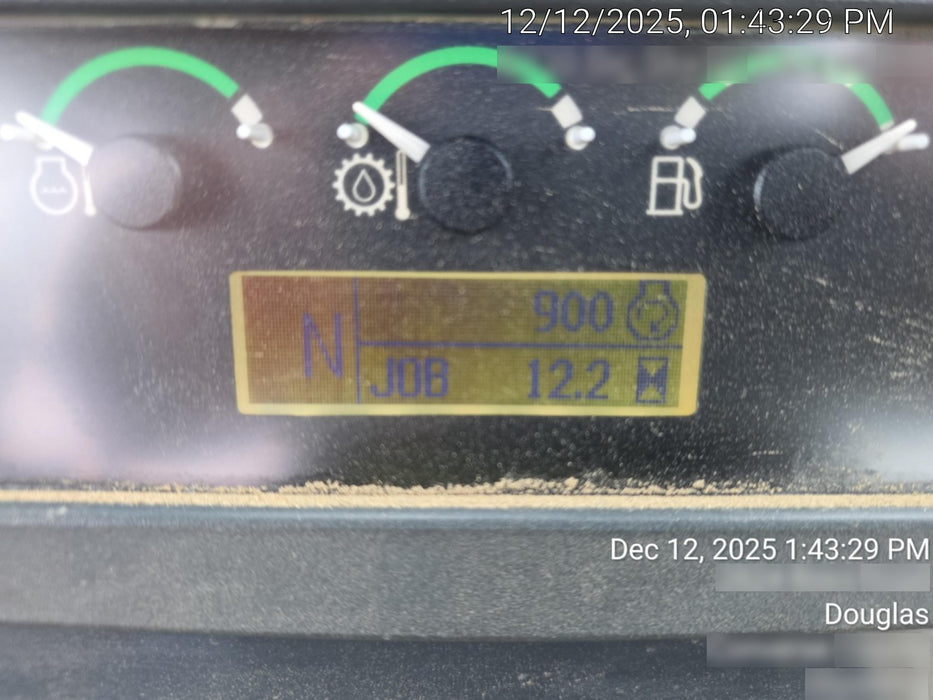 12/12/2025, 01:43:29 PM
N
900
JOB 12.2
Dec 12, 2025 1:43:29 PM
Douglas